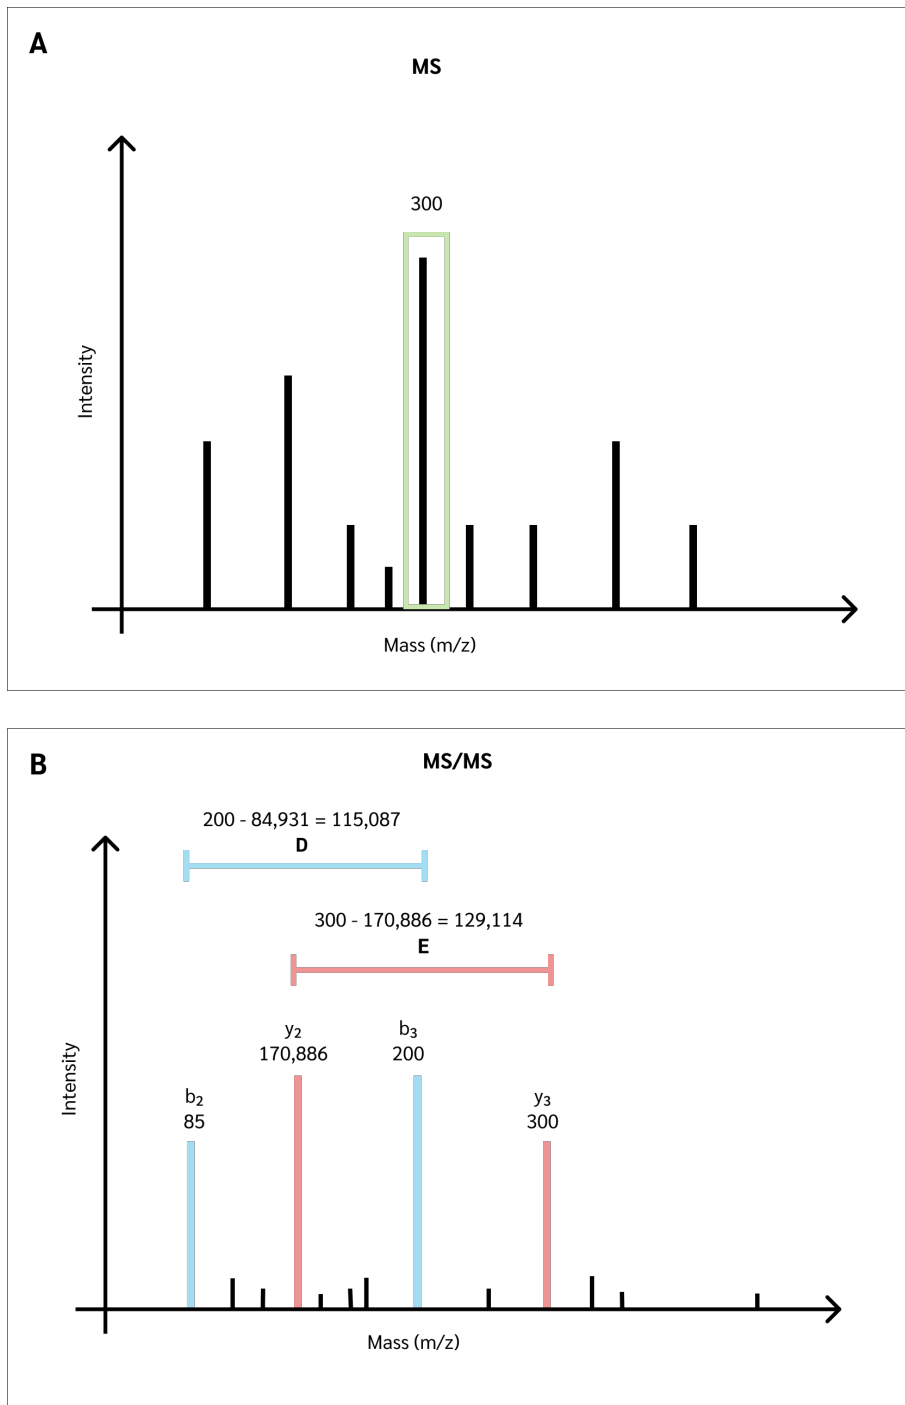 A
MS
300
Intensity
Mass (m/z)
B
MS/MS
200 - 84,931 = 115,087
D
300 - 170,886 = 129,114
E
y₂
170,886
b₃
200
b₂
85
y₃
300
Intensity
Mass (m/z)